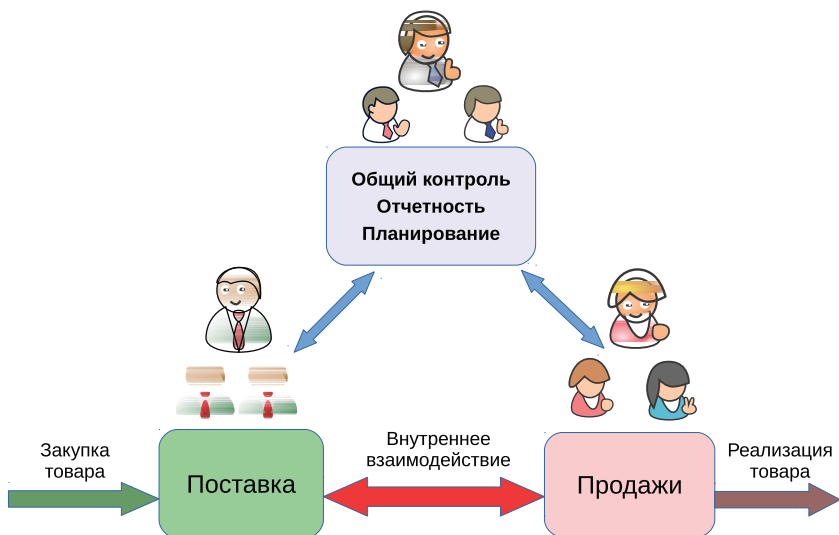 Общий контроль
Отчетность
Планирование
Закупка
товара
Поставка
Внутреннее
взаимодействие
Продажи
Реализация
товара